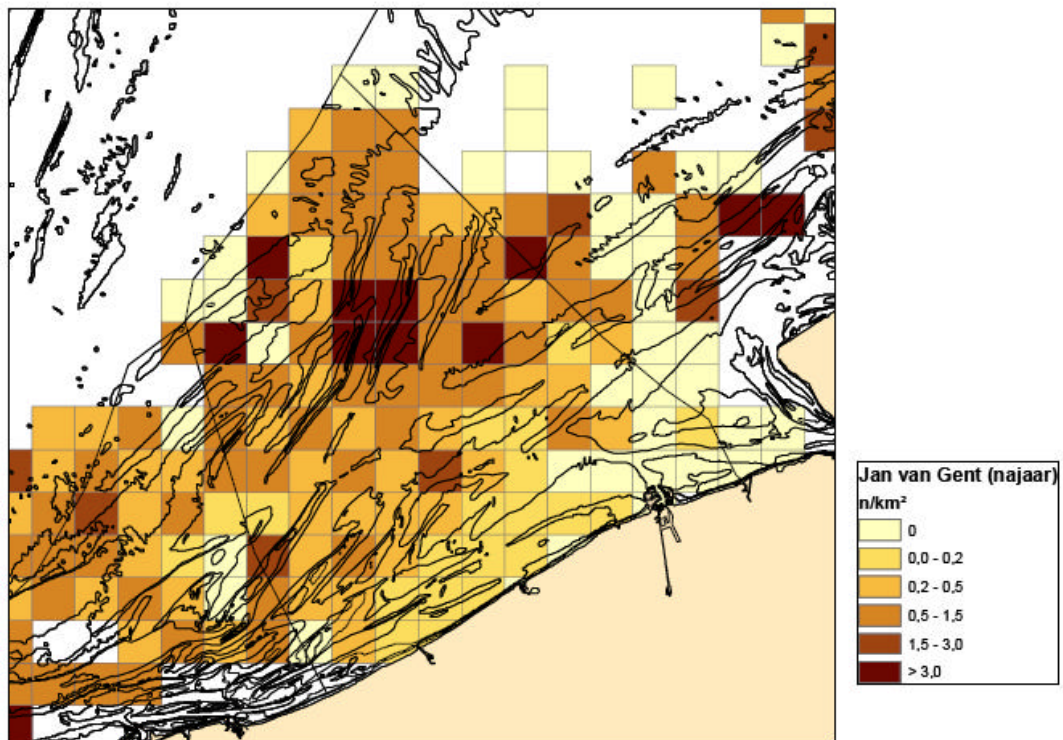 Jan van Gent (najaar)
n/km²
0
0,0 - 0,2
0,2 - 0,5
0,5 - 1,5
1,5 - 3,0
> 3,0